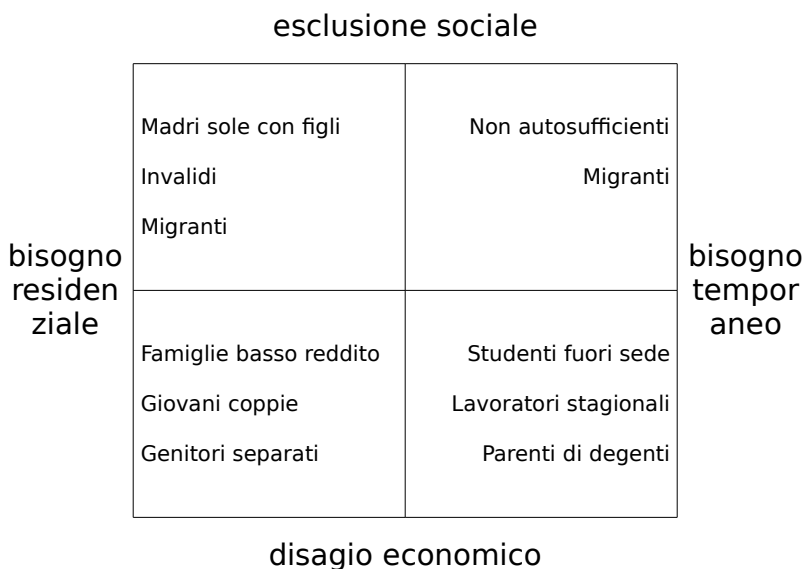 esclusione sociale
Madri sole con figli
Invalidi
Migranti
Non autosufficienti
Migranti
bisogno
residen
ziale
bisogno
tempor
aneo
Famiglie basso reddito
Giovani coppie
Genitori separati
Studenti fuori sede
Lavoratori stagionali
Parenti di degenti
disagio economico